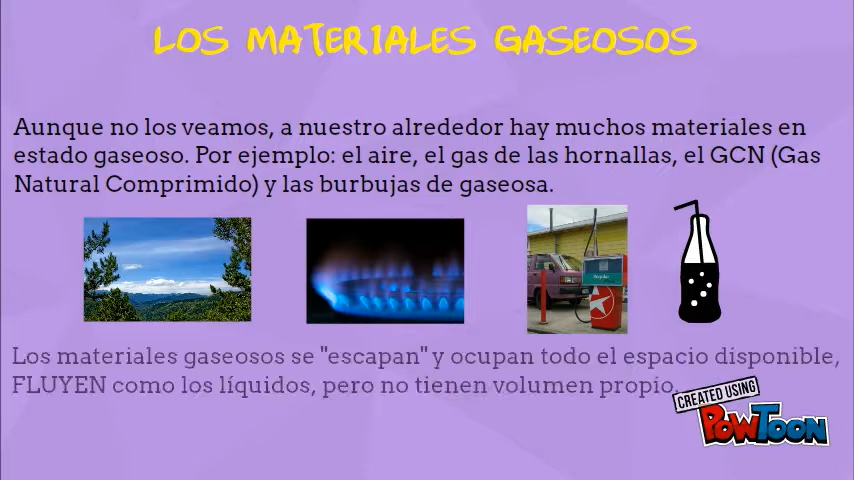 LOS MATERIALES GASEOSOS
Aunque no los veamos, a nuestro alrededor hay muchos materiales en
estado gaseoso. Por ejemplo: el aire, el gas de las hornallas, el GCN (Gas
Natural Comprimido) y las burbujas de gaseosa.
Los materiales gaseosos se "escapan" y ocupan todo el espacio disponible,
FLUYEN como los líquidos, pero no tienen volumen propio.
CREATED USING
POWTOON